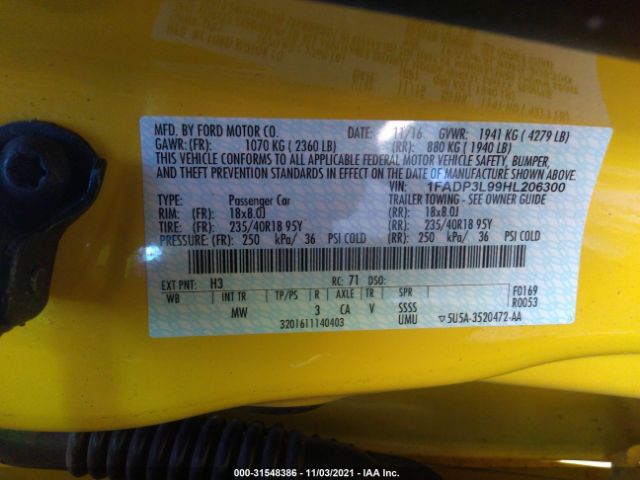 MFD. BY FORD MOTOR CO. DATE: 11/16 GVWR: 1941 KG ( 4279 LB)
GAWR:(FR): 1070 KG ( 2360 LB) (RR): 880 KG ( 1940 LB)
THIS VEHICLE CONFORMS TO ALL APPLICABLE FEDERAL MOTOR VEHICLE SAFETY, BUMPER,
AND THEFT PREVENTION STANDARDS IN EFFECT ON THE DATE OF MANUFACTURE SHOWN ABOVE.
VIN: 1FADP3L99HL206300
TYPE: Passenger Car TRAILER TOWING - SEE OWNER GUIDE
RIM: (FR): 18x8.0J (RR): 18x8.0J
TIRE: (FR): 235/40R18 95Y (RR): 235/40R18 95Y
PRESSURE: (FR): 250 kPa/ 36 PSI COLD (RR): 250 kPa/ 36 PSI COLD
EXT PNT: H3 RC: 71 DSO: F0169
WB INT TR TP/PS R AXLE TR SPR R0053
MW 3 CA V SSSS
3201611140403 UMU 5U5A-3520472-AA
000-31548386 - 11/03/2021 - IAA Inc.